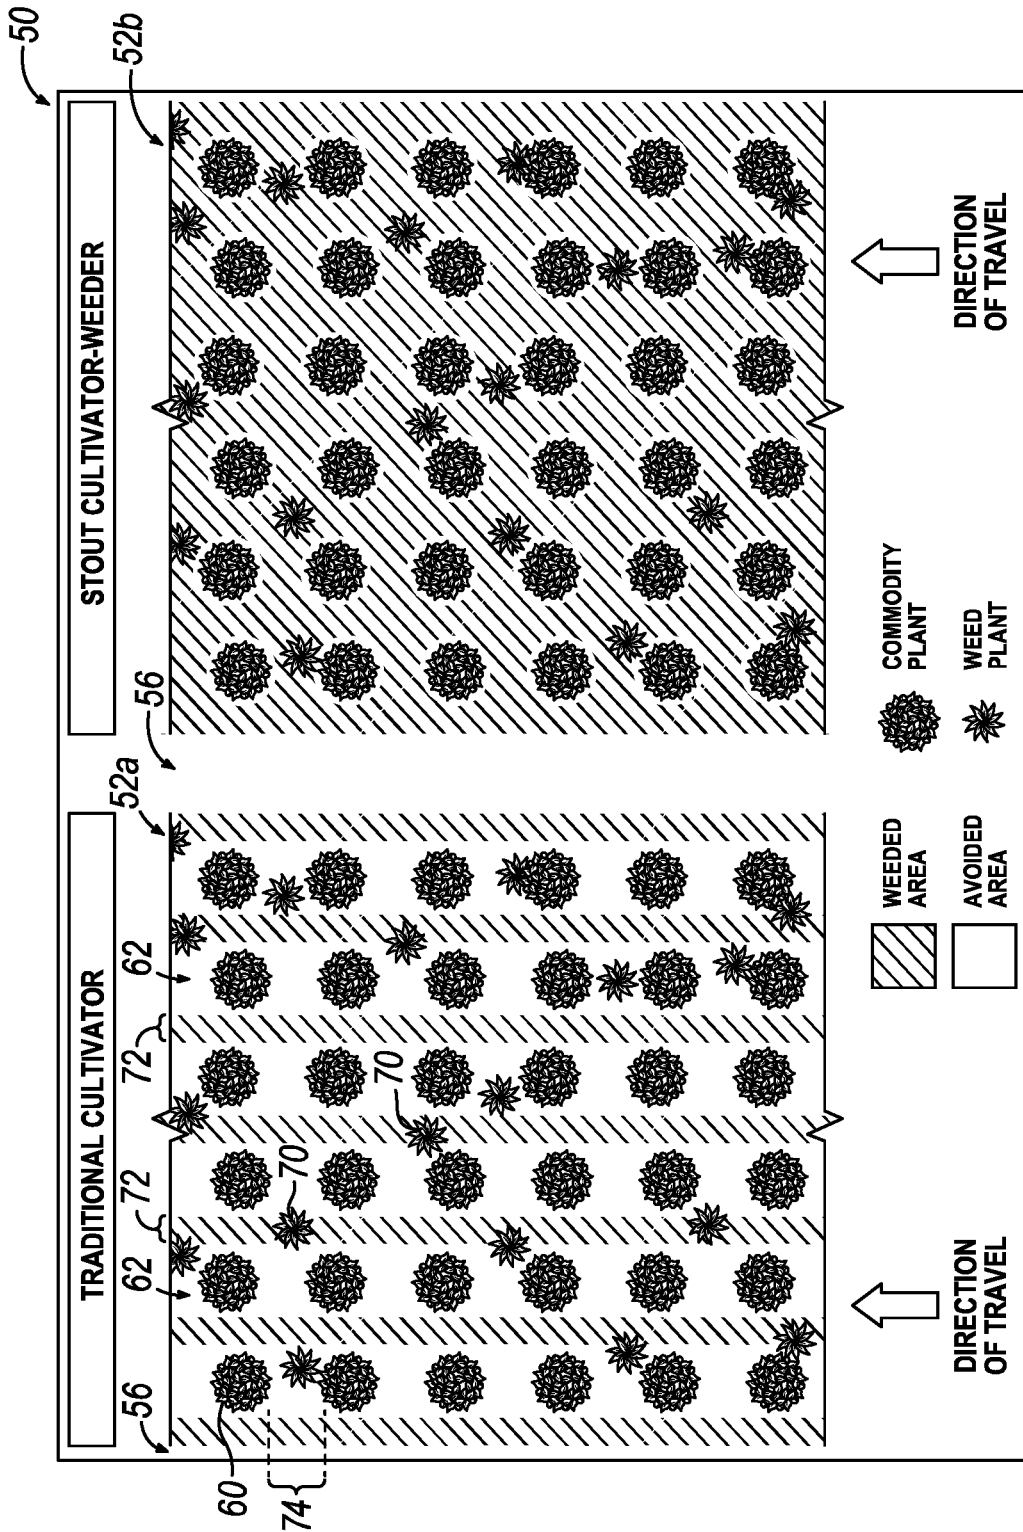 50
TRADITIONAL CULTIVATOR
STOUT CULTIVATOR-WEEDER
56
62
72
62
72
52a
56
52b
60
74
70
70
DIRECTION
OF TRAVEL
WEEDED
AREA
AVOIDED
AREA
COMMODITY
PLANT
WEED
PLANT
DIRECTION
OF TRAVEL